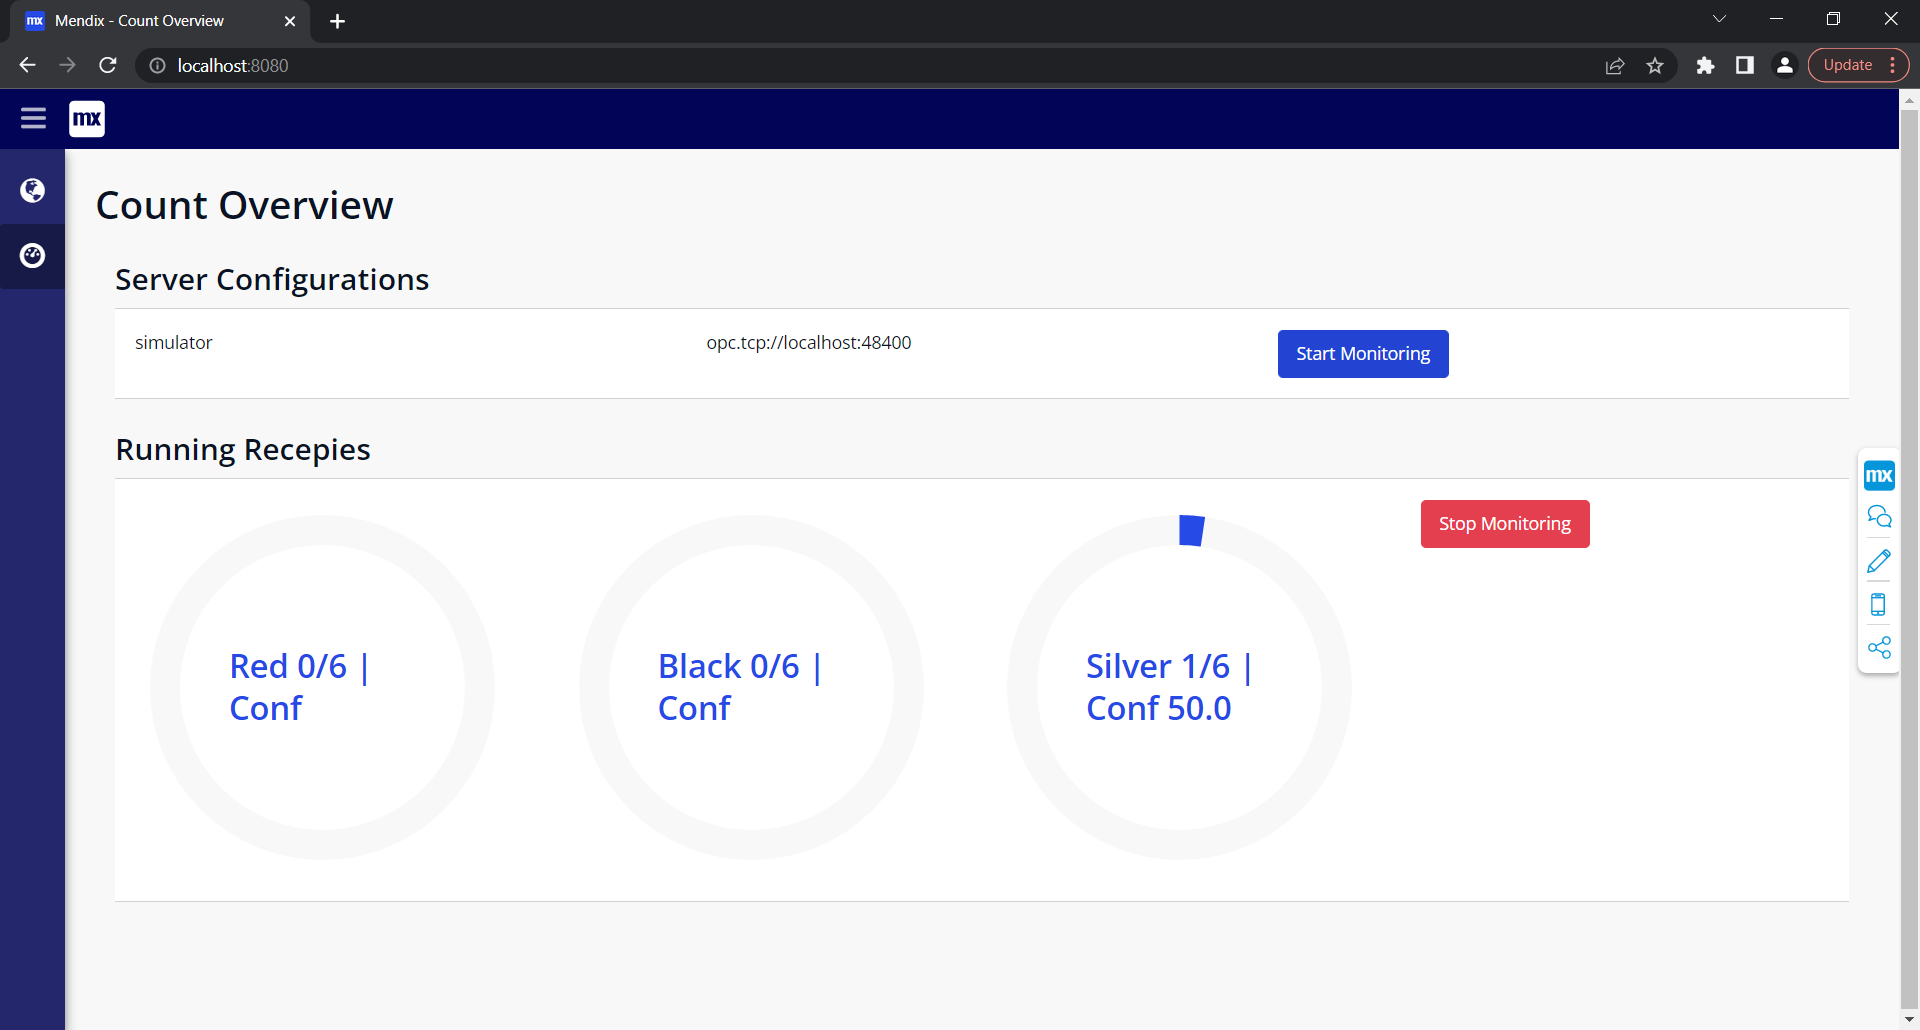 mx Mendix - Count Overview
localhost:8080
Update
mx
Count Overview
Server Configurations
simulator opc.tcp://localhost:48400 Start Monitoring
Running Recepies
mx
Stop Monitoring
Red 0/6 |
Conf
Black 0/6 |
Conf
Silver 1/6 |
Conf 50.0